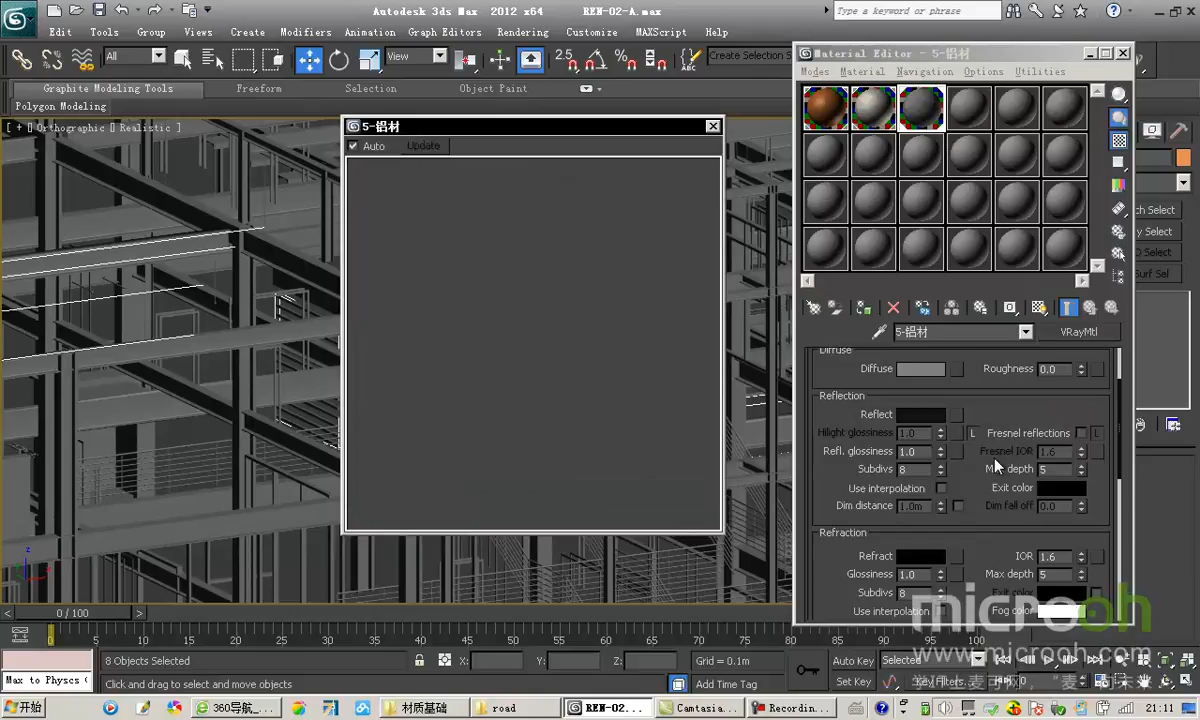 Autodesk 3ds Max 2012 x64 REN-02-A.max
Type a keyword or phrase
Edit Tools Group Views Create Modifiers Animation Graph Editors Rendering Customize MAXScript Help
All
View
2.5
Create Selection S
Graphite Modeling Tools Freeform Selection Object Paint
Polygon Modeling
[ + ] Orthographic ] Realistic ]
5-铝材
Auto Update
Material Editor - 5-铝材
Modes Material Navigation Options Utilities
5-铝材 VRayMtl
Diffuse
Diffuse Roughness 0.0
Reflection
Reflect
Hilight glossiness 1.0 L Fresnel reflections L
Refl. glossiness 1.0 Fresnel IOR 1.6
Subdivs 8 Max depth 5
Use interpolation Exit color
Dim distance 1.0m Dim fall off 0.0
Refraction
Refract IOR 1.6
Glossiness 1.0 Max depth 5
Subdivs 8 Exit color
Use interpolation Fog color
ch Select
y Select
D Select
Surf Sel
z
x
microoh
www.microoh.com
0 / 100
0 5 10 15 20 25 30 35 40 45 50 55 60 65 70 75 80 85 90 95 100
8 Objects Selected X: Y: Z: Grid = 0.1m Auto Key Selected
Max to Physcs ( Click and drag to select and move objects Add Time Tag Set Key Key Filters... 0
开始 360导航_... 材质基础 road REN-02... Camtasia... Recordin... 21:11